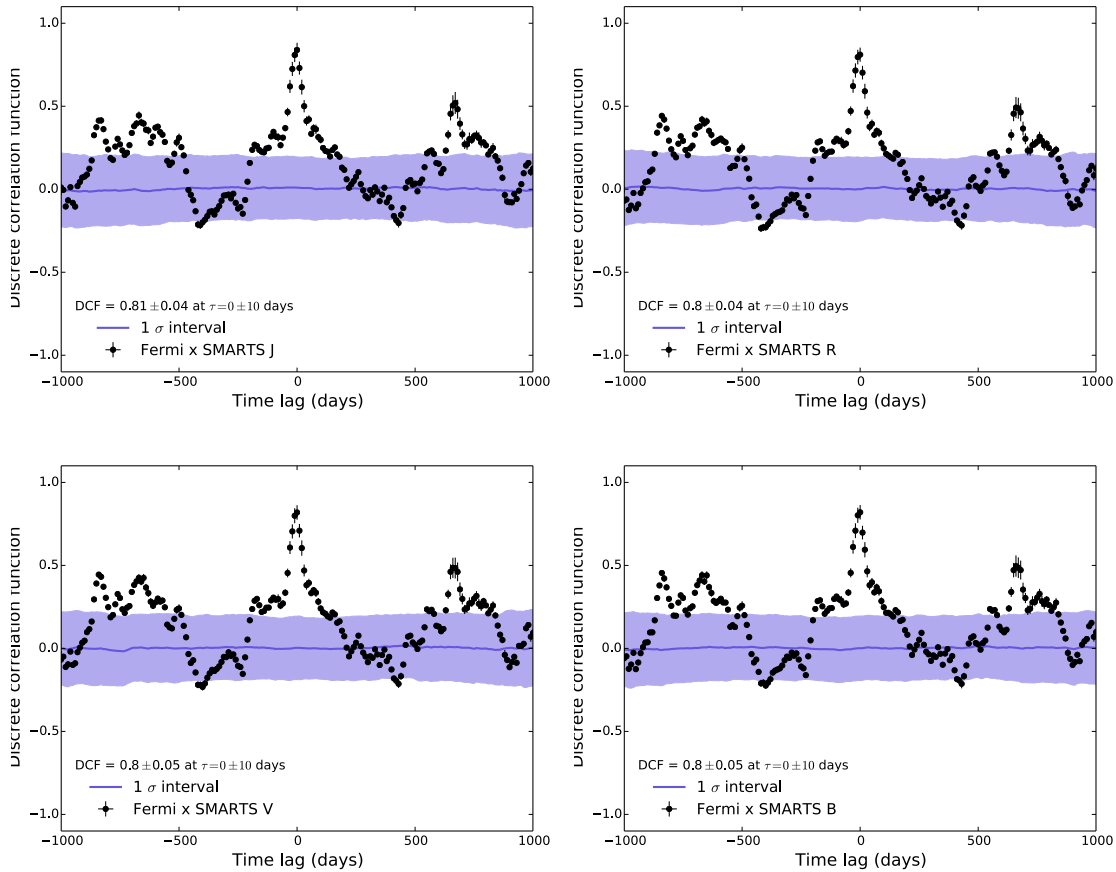 1.0
0.5
0.0
−0.5
−1.0
Discrete correlation function
DCF = 0.81±0.04 at τ=0±10 days
1 σ interval
Fermi x SMARTS J
−1000 −500 0 500 1000
Time lag (days)
1.0
0.5
0.0
−0.5
−1.0
Discrete correlation function
DCF = 0.8±0.04 at τ=0±10 days
1 σ interval
Fermi x SMARTS R
−1000 −500 0 500 1000
Time lag (days)
1.0
0.5
0.0
−0.5
−1.0
Discrete correlation function
DCF = 0.8±0.05 at τ=0±10 days
1 σ interval
Fermi x SMARTS V
−1000 −500 0 500 1000
Time lag (days)
1.0
0.5
0.0
−0.5
−1.0
Discrete correlation function
DCF = 0.8±0.05 at τ=0±10 days
1 σ interval
Fermi x SMARTS B
−1000 −500 0 500 1000
Time lag (days)